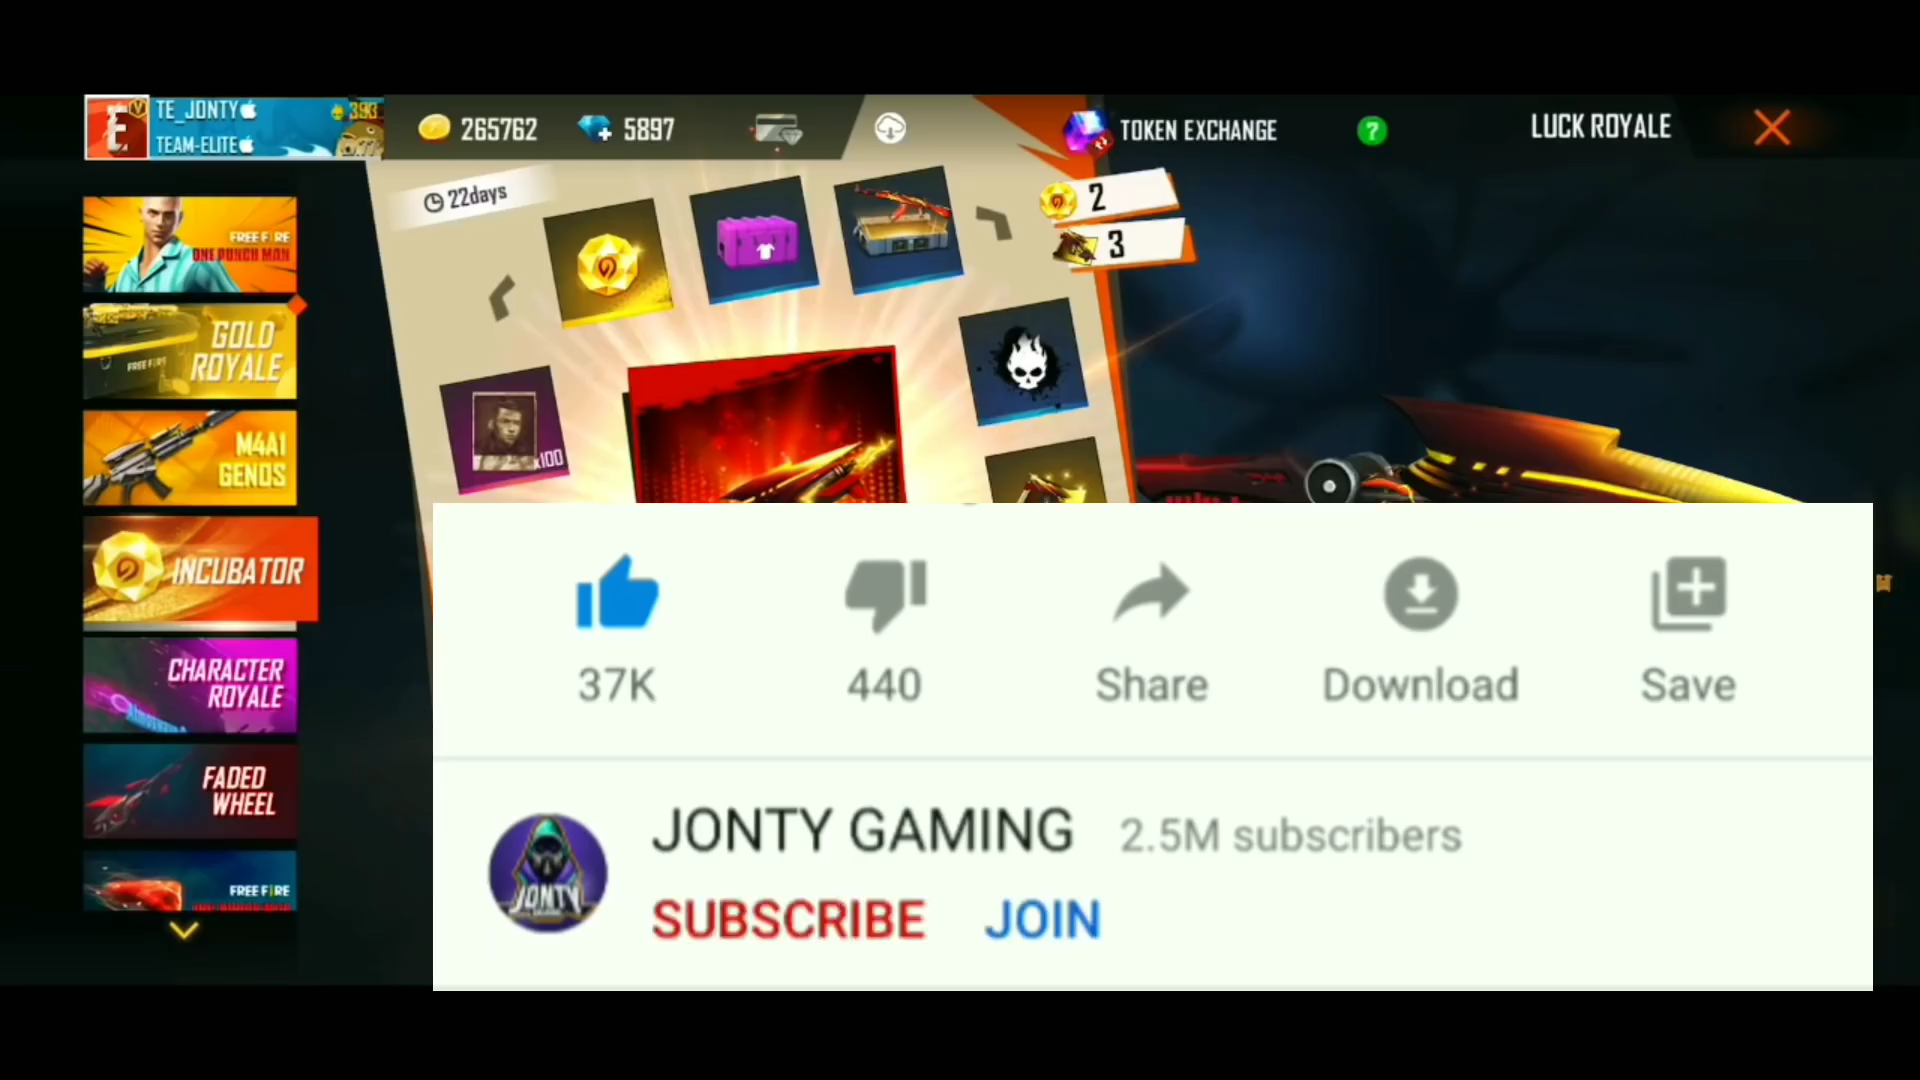 TE_JONTY
393
TEAM-ELITE
265762
5897
TOKEN EXCHANGE
?
LUCK ROYALE
22days
2
3
x100
FREE FIRE
ONE PUNCH MAN
GOLD
ROYALE
FREE FIRE
M4A1
GENOS
INCUBATOR
CHARACTER
ROYALE
FADED
WHEEL
FREE FIRE
37K
440
Share
Download
Save
JONTY GAMING
2.5M subscribers
SUBSCRIBE
JOIN
JONTY